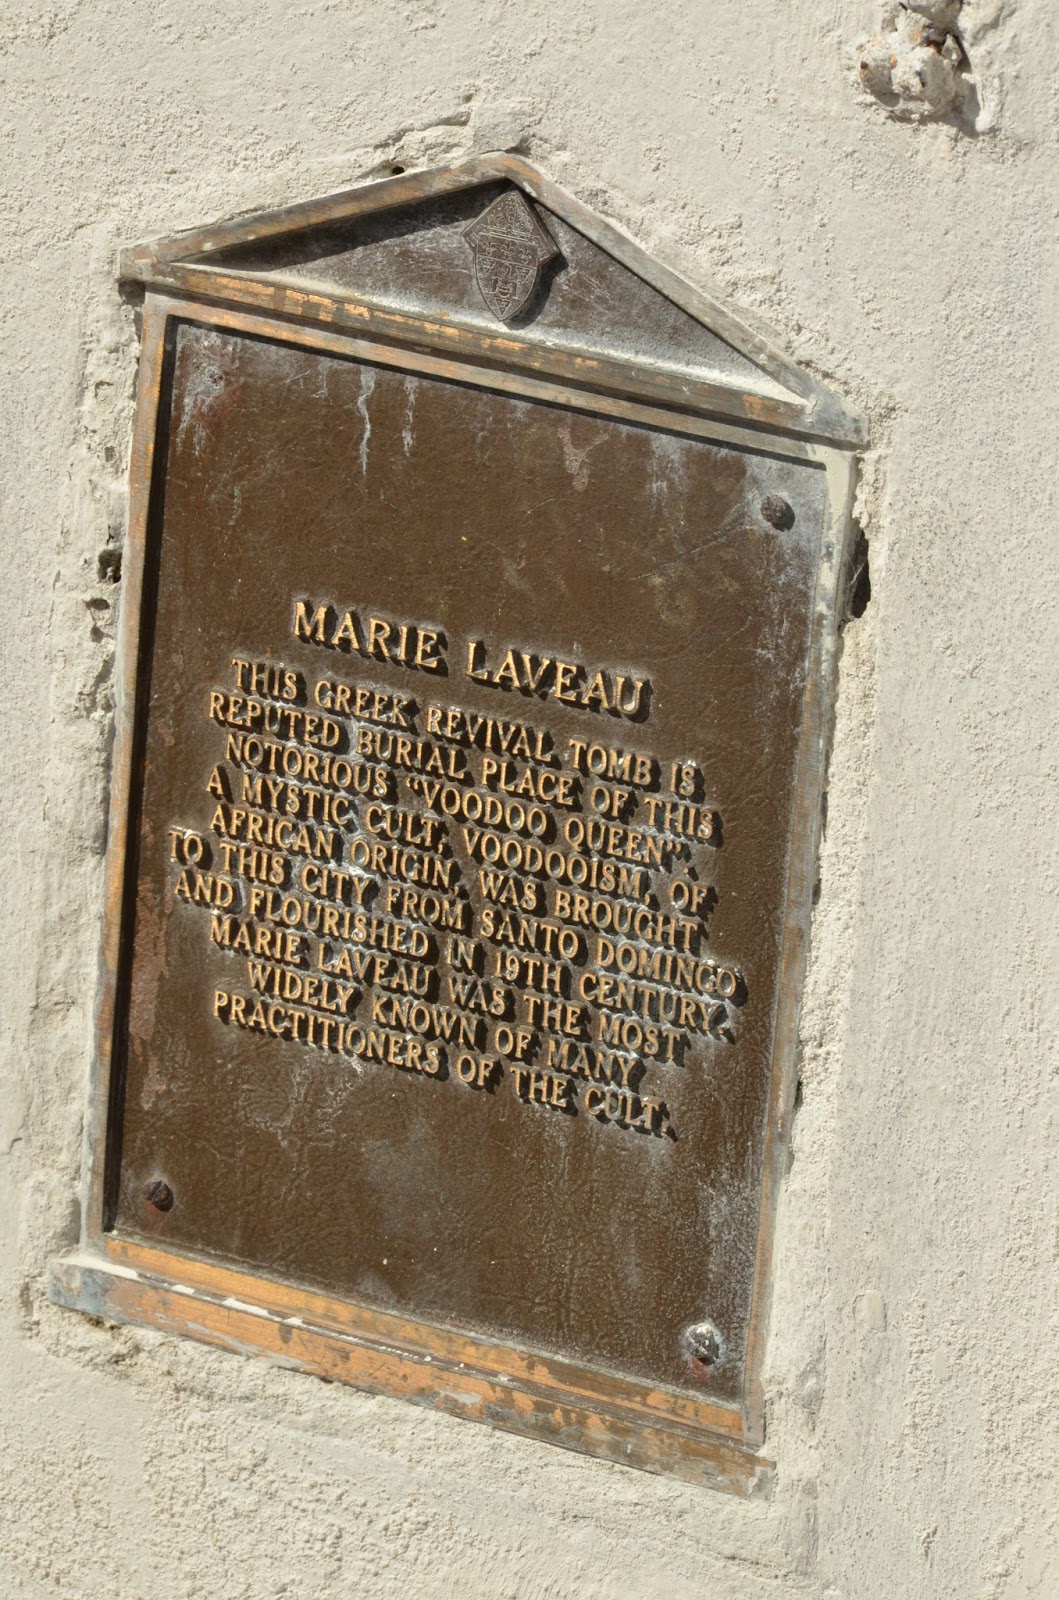 MARIE LAVEAU
THIS GREEK REVIVAL TOMB IS
REPUTED BURIAL PLACE OF THIS
NOTORIOUS “VOODOO QUEEN”.
A MYSTIC CULT, VOODOOISM, OF
AFRICAN ORIGIN, WAS BROUGHT
TO THIS CITY FROM SANTO DOMINGO
AND FLOURISHED IN 19TH CENTURY.
MARIE LAVEAU WAS THE MOST
WIDELY KNOWN OF MANY
PRACTITIONERS OF THE CULT.